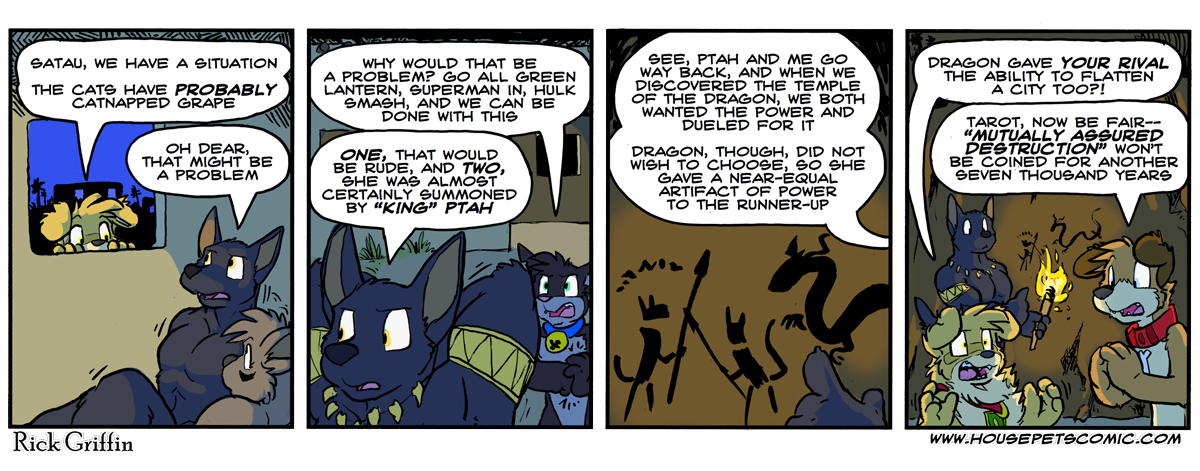 SATAU, WE HAVE A SITUATION
THE CATS HAVE PROBABLY
CATNAPPED GRAPE
OH DEAR,
THAT MIGHT BE
A PROBLEM
WHY WOULD THAT BE
A PROBLEM? GO ALL GREEN
LANTERN, SUPERMAN IN, HULK
SMASH, AND WE CAN BE
DONE WITH THIS
ONE, THAT WOULD
BE RUDE, AND TWO,
SHE WAS ALMOST
CERTAINLY SUMMONED
BY "KING" PTAH
SEE, PTAH AND ME GO
WAY BACK, AND WHEN WE
DISCOVERED THE TEMPLE
OF THE DRAGON, WE BOTH
WANTED THE POWER AND
DUELED FOR IT
DRAGON, THOUGH, DID NOT
WISH TO CHOOSE, SO SHE
GAVE A NEAR-EQUAL
ARTIFACT OF POWER
TO THE RUNNER-UP
DRAGON GAVE YOUR RIVAL
THE ABILITY TO FLATTEN
A CITY TOO?!
TAROT, NOW BE FAIR--
"MUTUALLY ASSURED
DESTRUCTION" WON'T
BE COINED FOR ANOTHER
SEVEN THOUSAND YEARS
Rick Griffin
WWW.HOUSEPETSCOMIC.COM